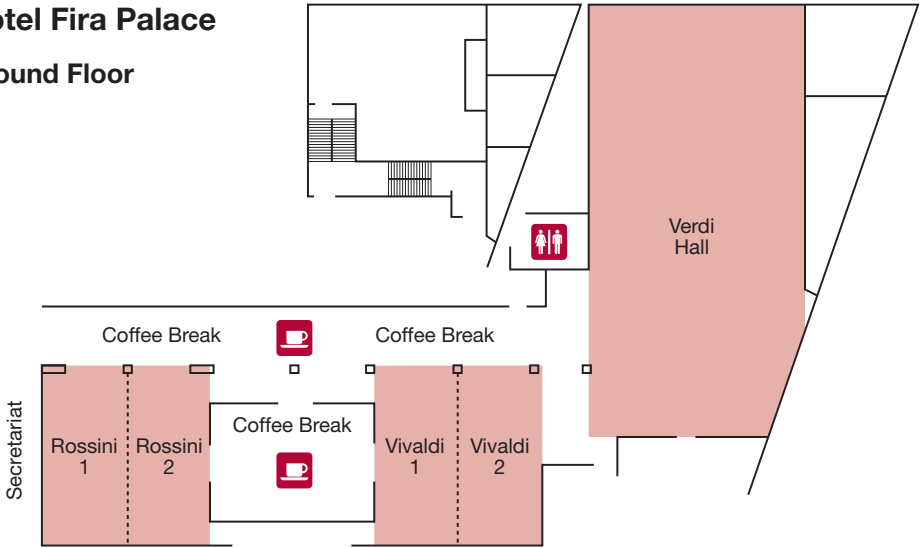 otel Fira Palace
ound Floor
Verdi
Hall
Coffee Break
Coffee Break
Coffee Break
Secretariat
Rossini
1
Rossini
2
Vivaldi
1
Vivaldi
2